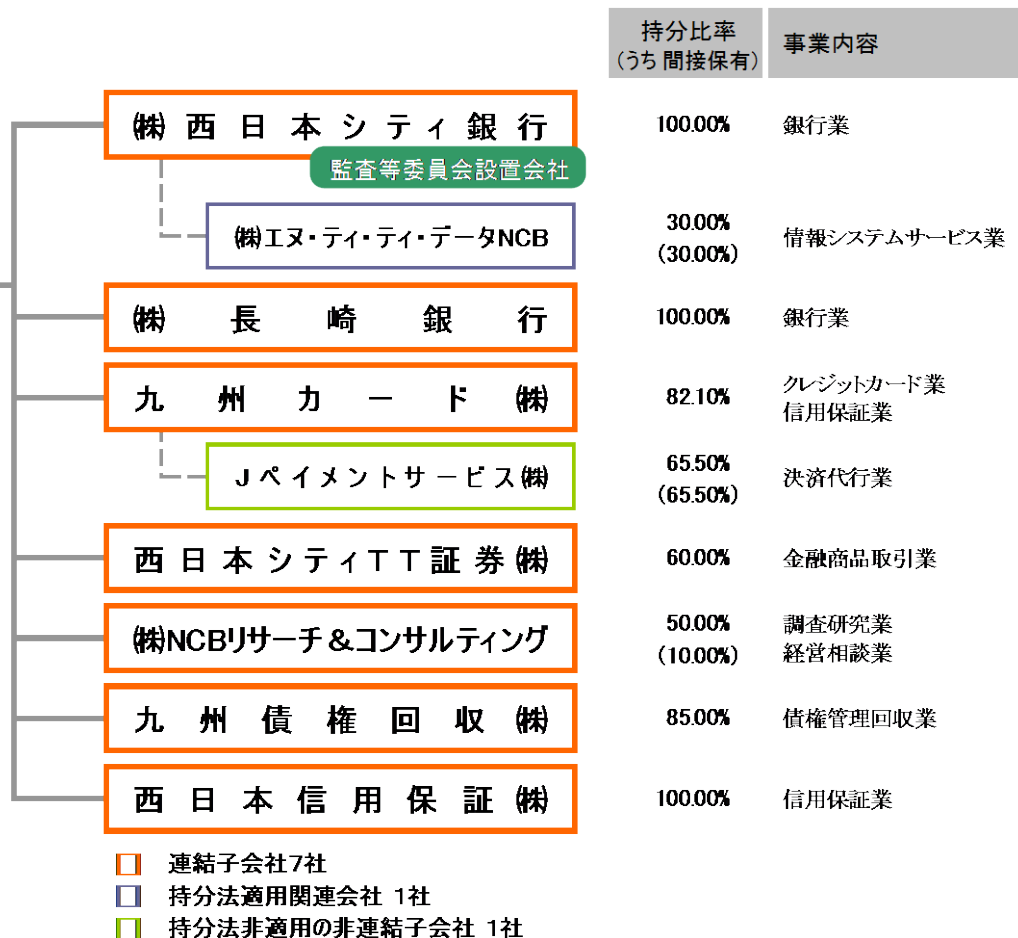 持分比率
(うち間接保有)
事業内容
㈱西日本シティ銀行
100.00%
銀行業
監査等委員会設置会社
㈱エヌ・ティ・ティ・データNCB
30.00%
(30.00%)
情報システムサービス業
㈱長崎銀行
100.00%
銀行業
九州カード㈱
82.10%
クレジットカード業
信用保証業
Jペイメントサービス㈱
65.50%
(65.50%)
決済代行業
西日本シティTT証券㈱
60.00%
金融商品取引業
㈱NCBリサーチ&コンサルティング
50.00%
(10.00%)
調査研究業
経営相談業
九州債権回収㈱
85.00%
債権管理回収業
西日本信用保証㈱
100.00%
信用保証業
連結子会社7社
持分法適用関連会社 1社
持分法非適用の非連結子会社 1社